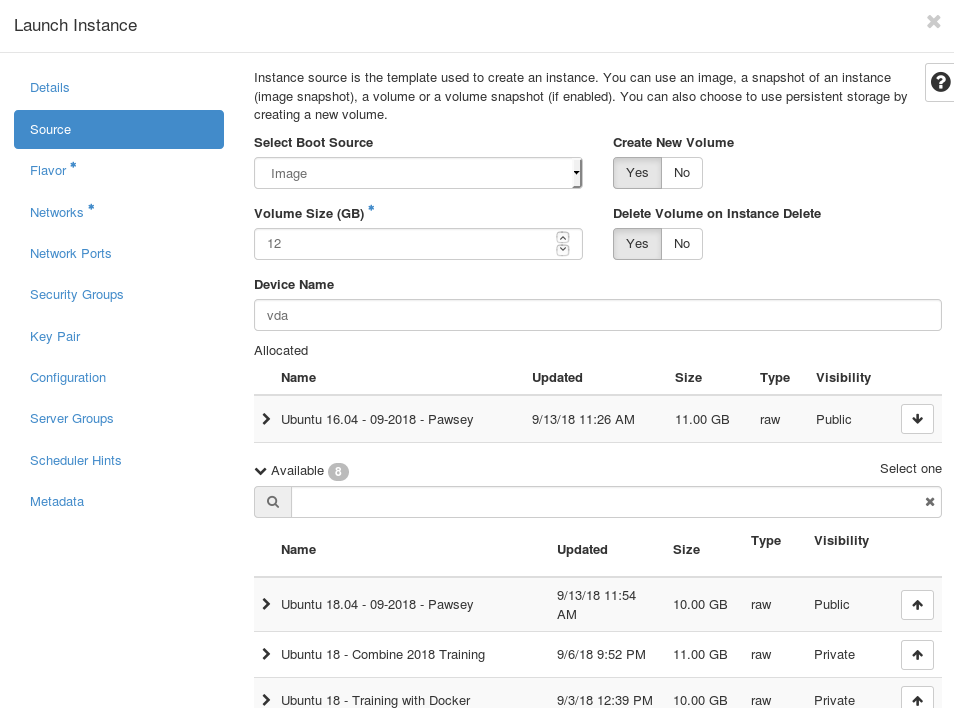 Launch Instance
Details
Source
Flavor *
Networks *
Network Ports
Security Groups
Key Pair
Configuration
Server Groups
Scheduler Hints
Metadata
Instance source is the template used to create an instance. You can use an image, a snapshot of an instance
(image snapshot), a volume or a volume snapshot (if enabled). You can also choose to use persistent storage by
creating a new volume.
Select Boot Source
Image
Create New Volume
Yes No
Volume Size (GB) *
12
Delete Volume on Instance Delete
Yes No
Device Name
vda
Allocated
Name Updated Size Type Visibility
Ubuntu 16.04 - 09-2018 - Pawsey 9/13/18 11:26 AM 11.00 GB raw Public
Available 8 Select one
Name Updated Size Type Visibility
Ubuntu 18.04 - 09-2018 - Pawsey 9/13/18 11:54 AM 10.00 GB raw Public
Ubuntu 18 - Combine 2018 Training 9/6/18 9:52 PM 11.00 GB raw Private
Ubuntu 18 - Training with Docker 9/3/18 12:39 PM 10.00 GB raw Private